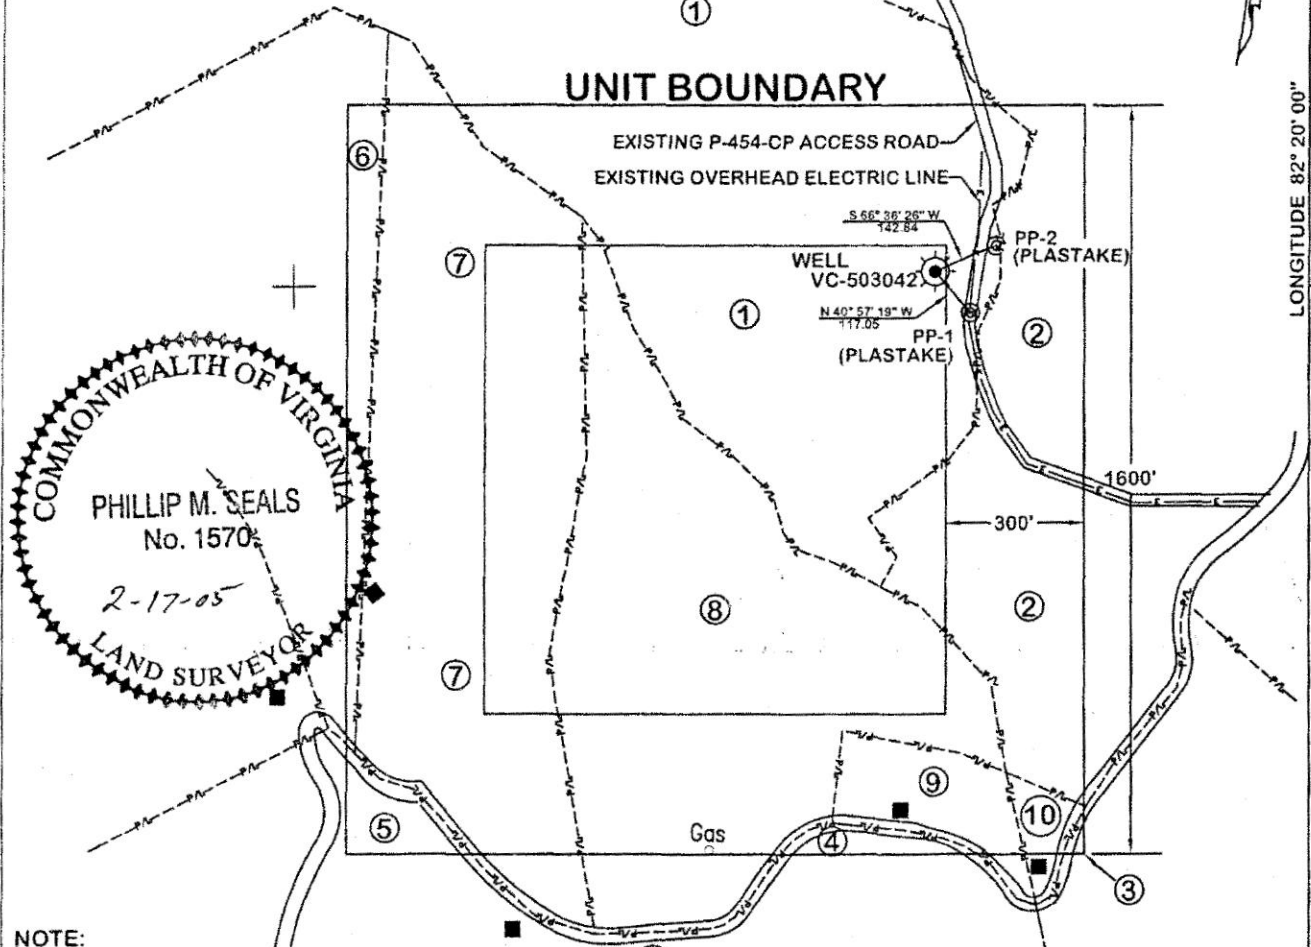 ①
UNIT BOUNDARY
EXISTING P-454-CP ACCESS ROAD
EXISTING OVERHEAD ELECTRIC LINE
⑥
S 66° 36' 26" W
142.84
PP-2
(PLASTAKE)
⑦
WELL
VC-503042
①
N 40° 57' 19" W
117.05
PP-1
(PLASTAKE)
②
LONGITUDE 82° 20' 00"
COMMONWEALTH OF VIRGINIA
PHILLIP M. SEALS
No. 1570
2-17-05
LAND SURVEYOR
1600'
300'
⑧
②
⑦
⑨
⑩
⑤
Gas
④
③
NOTE: